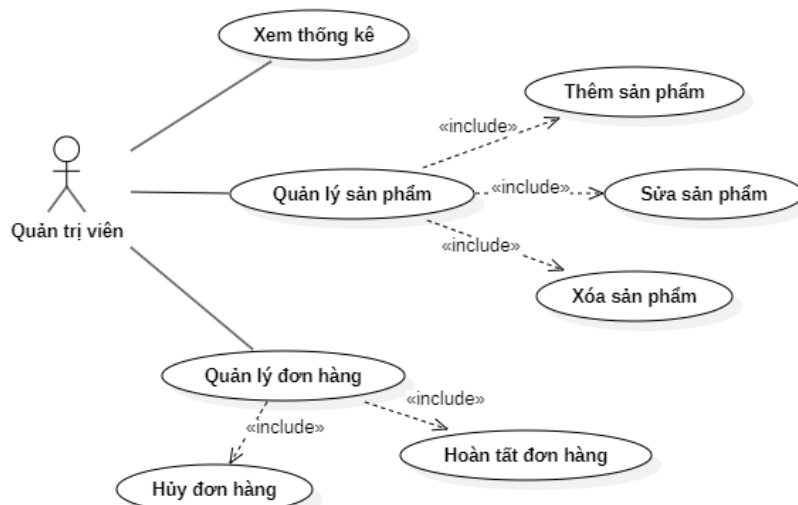 Xem thống kê
Thêm sản phẩm
«include»
Quản lý sản phẩm
«include»
Sửa sản phẩm
Quản trị viên
«include»
Xóa sản phẩm
Quản lý đơn hàng
«include»
«include»
Hoàn tất đơn hàng
Hủy đơn hàng